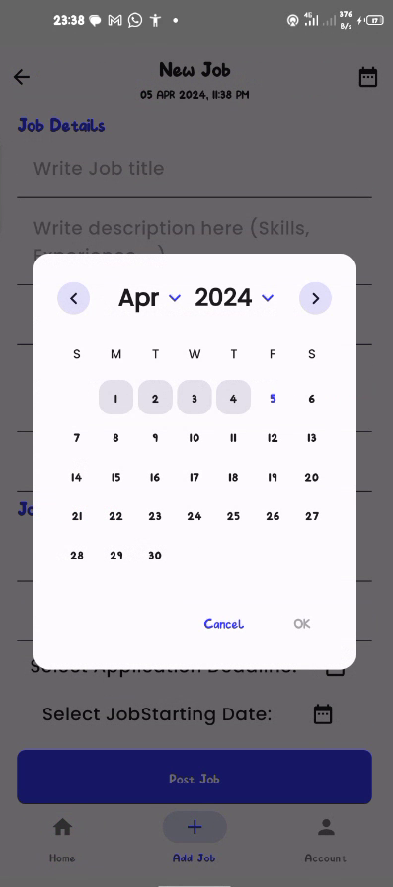 23:38
4G 376 B/s 17
New Job
05 APR 2024, 11:38 PM
Job Details
Write Job title
Write description here (Skills,
Apr 2024
S M T W T F S
1 2 3 4 5 6
7 8 9 10 11 12 13
14 15 16 17 18 19 20
21 22 23 24 25 26 27
28 29 30
Cancel OK
Select Application Deadline:
Select JobStarting Date:
Post Job
Home Add Job Account